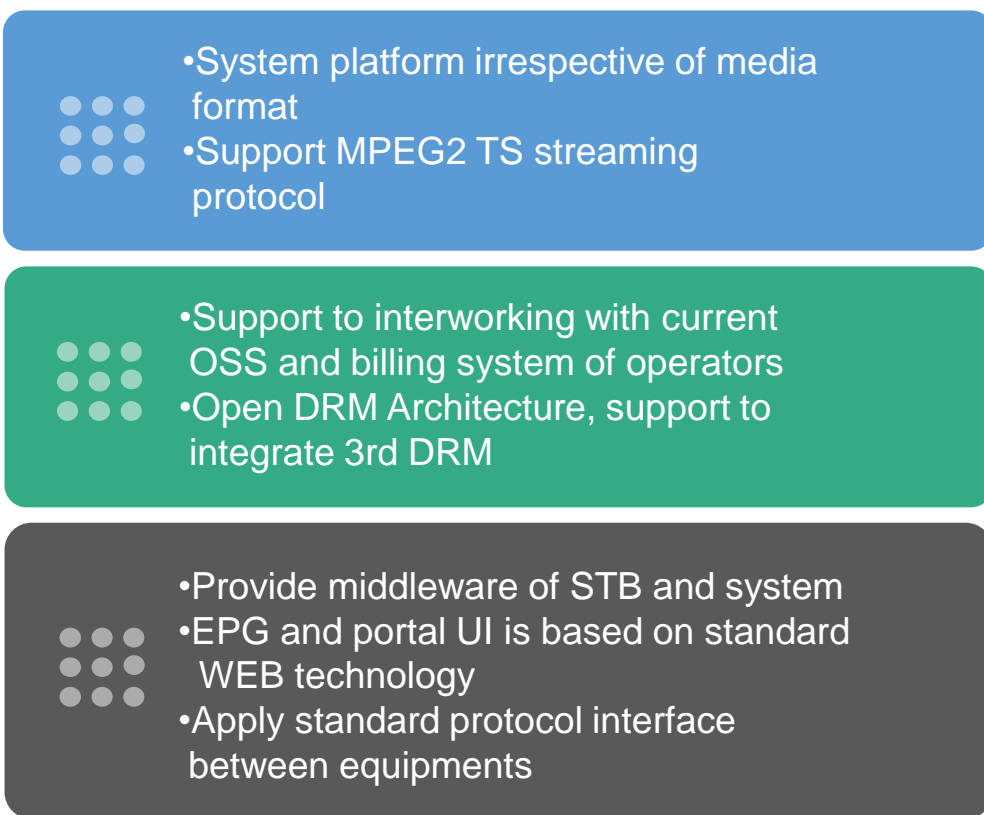 •System platform irrespective of media
format
•Support MPEG2 TS streaming
protocol
•Support to interworking with current
OSS and billing system of operators
•Open DRM Architecture, support to
integrate 3rd DRM
•Provide middleware of STB and system
•EPG and portal UI is based on standard
WEB technology
•Apply standard protocol interface
between equipments